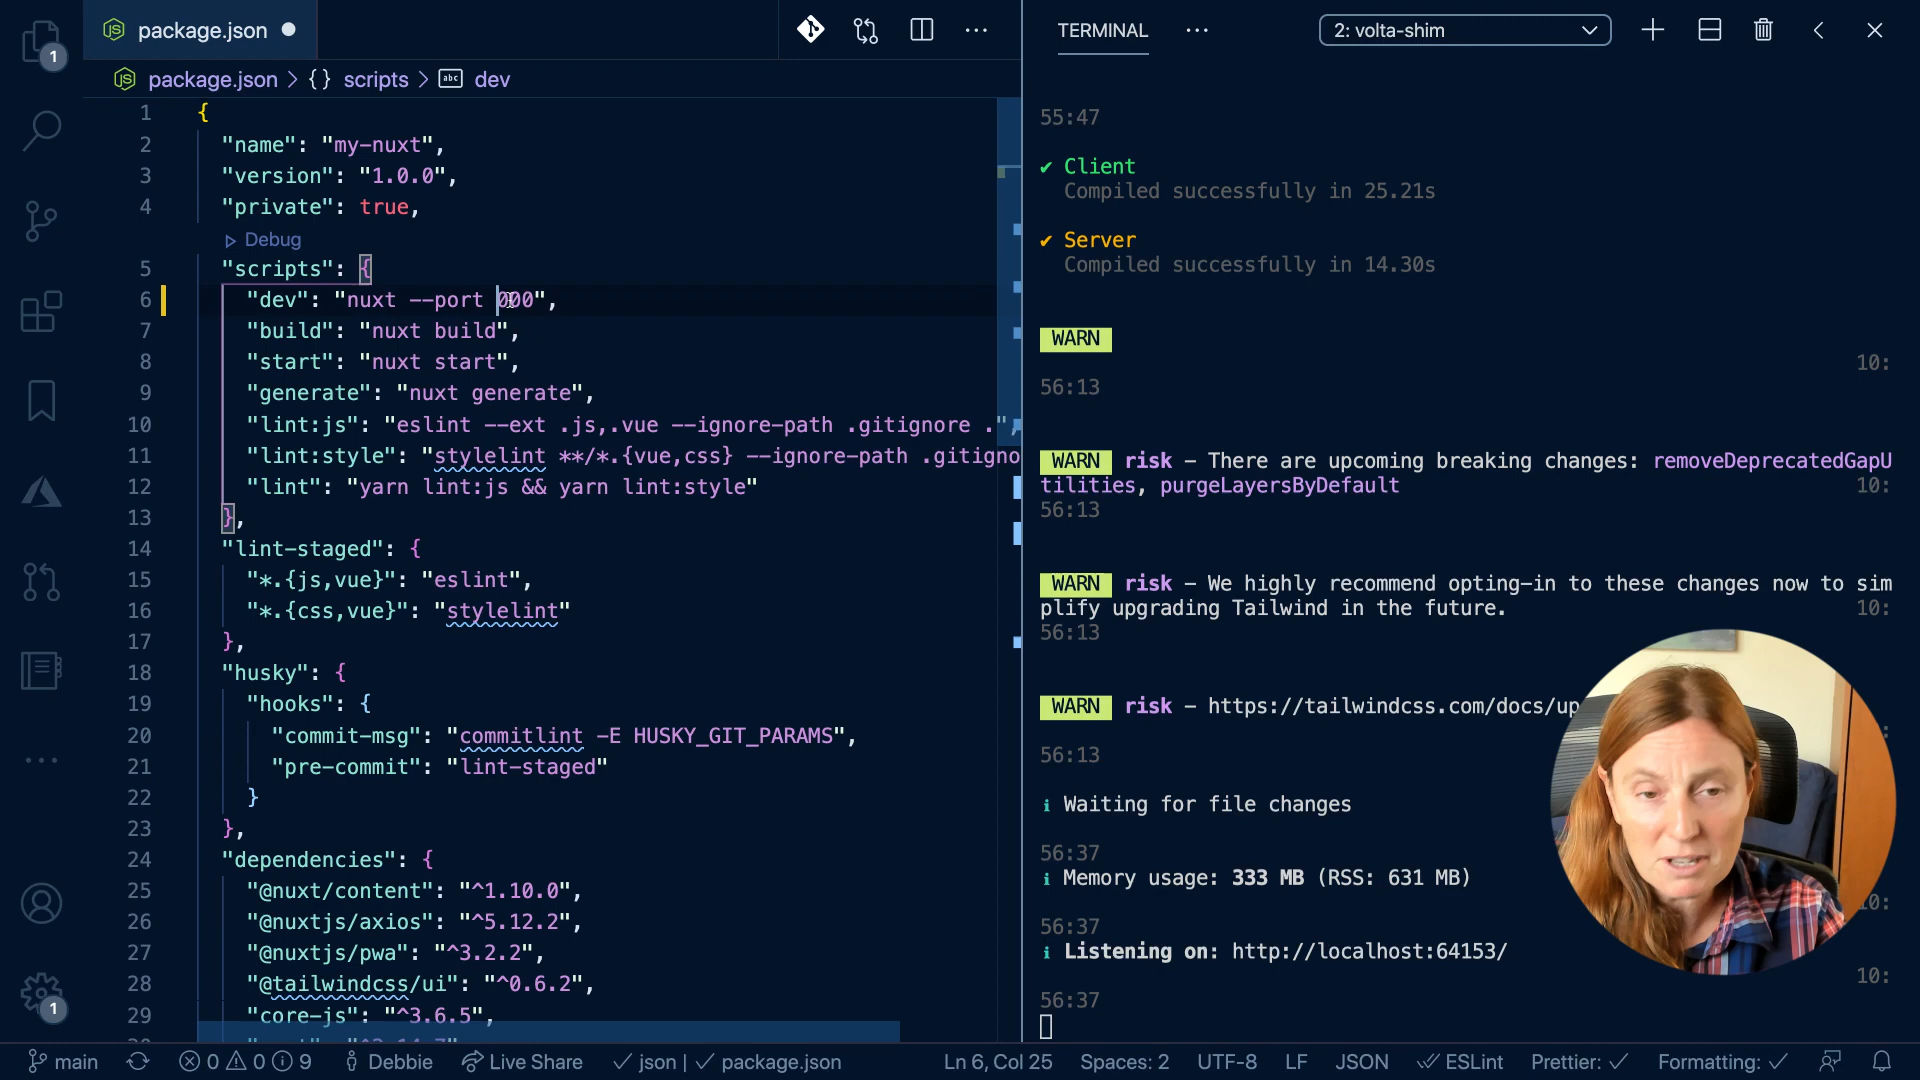 package.json
TERMINAL
2: volta-shim
1
package.json > {} scripts > abc dev
1 {
2 "name": "my-nuxt",
3 "version": "1.0.0",
4 "private": true,
Debug
5 "scripts": {
6 "dev": "nuxt --port 000",
7 "build": "nuxt build",
8 "start": "nuxt start",
9 "generate": "nuxt generate",
10 "lint:js": "eslint --ext .js,.vue --ignore-path .gitignore .",
11 "lint:style": "stylelint **/*.{vue,css} --ignore-path .gitigno
12 "lint": "yarn lint:js && yarn lint:style"
13 },
14 "lint-staged": {
15 "*.{js,vue}": "eslint",
16 "*.{css,vue}": "stylelint"
17 },
18 "husky": {
19 "hooks": {
20 "commit-msg": "commitlint -E HUSKY_GIT_PARAMS",
21 "pre-commit": "lint-staged"
22 }
23 },
24 "dependencies": {
25 "@nuxt/content": "^1.10.0",
26 "@nuxtjs/axios": "^5.12.2",
27 "@nuxtjs/pwa": "^3.2.2",
28 "@tailwindcss/ui": "^0.6.2",
29 "core-js": "^3.6.5",
1
55:47
✔ Client
Compiled successfully in 25.21s
✔ Server
Compiled successfully in 14.30s
WARN
10:
56:13
WARN risk - There are upcoming breaking changes: removeDeprecatedGapU
tilities, purgeLayersByDefault 10:
56:13
WARN risk - We highly recommend opting-in to these changes now to sim
plify upgrading Tailwind in the future. 10:
56:13
WARN risk - https://tailwindcss.com/docs/up
56:13
i Waiting for file changes
56:37
i Memory usage: 333 MB (RSS: 631 MB)
10:
56:37
i Listening on: http://localhost:64153/
10:
56:37
main 0 0 9 Debbie Live Share ✓ json | ✓ package.json Ln 6, Col 25 Spaces: 2 UTF-8 LF JSON ESLint Prettier: ✓ Formatting: ✓